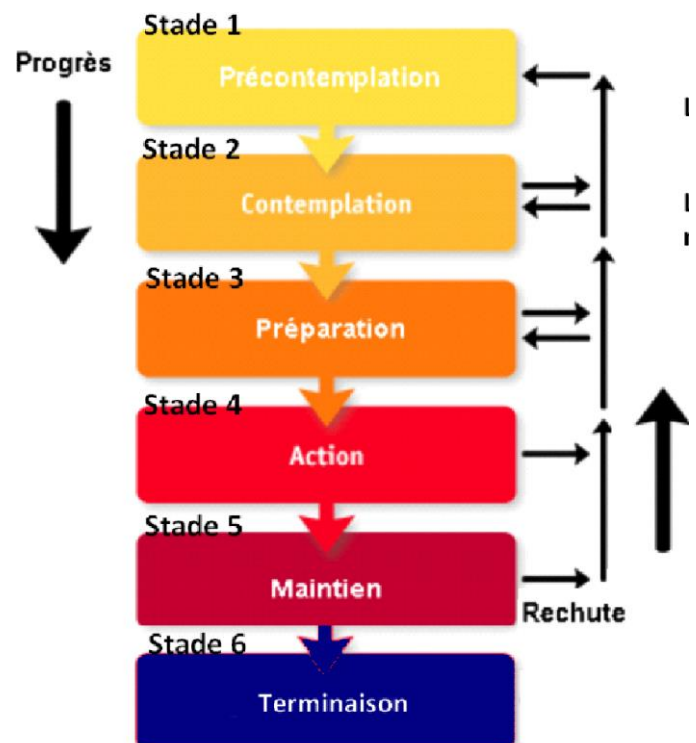 Stade 1
Progrès
Précontemplation
Stade 2
Contemplation
Stade 3
Préparation
Stade 4
Action
Stade 5
Maintien
Rechute
Stade 6
Terminaison